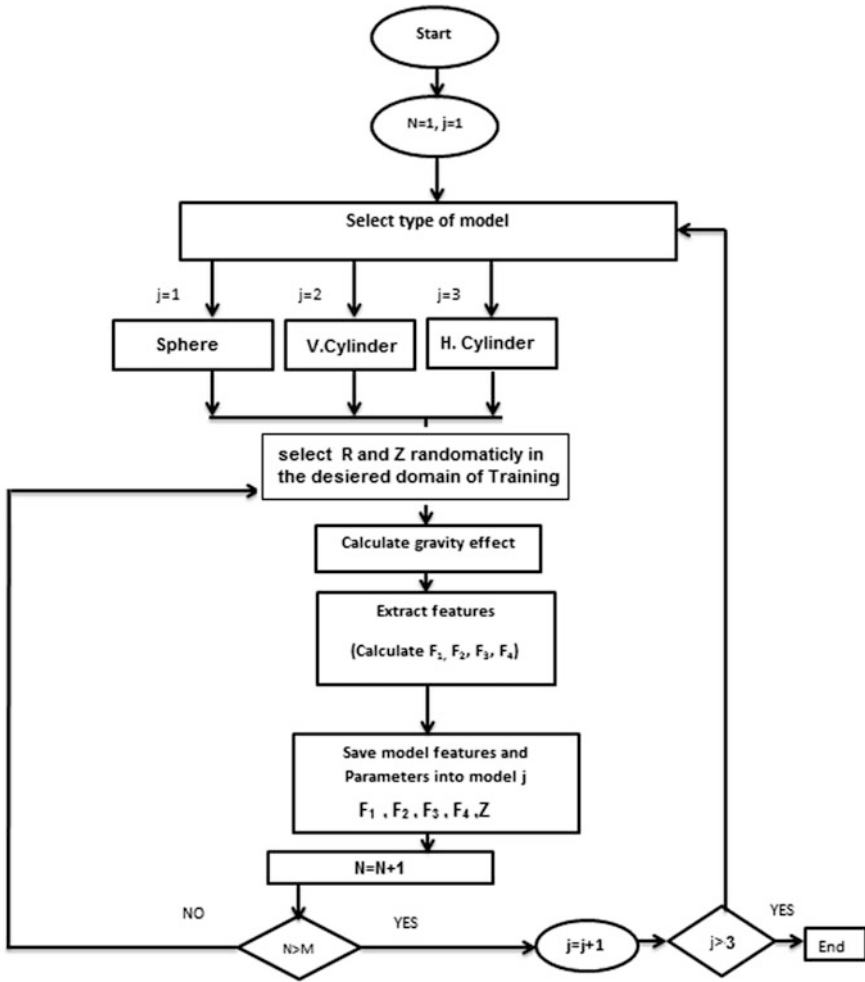 Start
N=1, j=1
Select type of model
j=1
j=2
j=3
Sphere
V.Cylinder
H. Cylinder
select R and Z randomaticly in
the desiered domain of Training
Calculate gravity effect
Extract features
(Calculate F₁, F₂, F₃, F₄)
Save model features and
Parameters into model j
F₁ , F₂ , F₃ , F₄ ,Z
N=N+1
NO
N>M
YES
j=j+1
j>3
YES
End